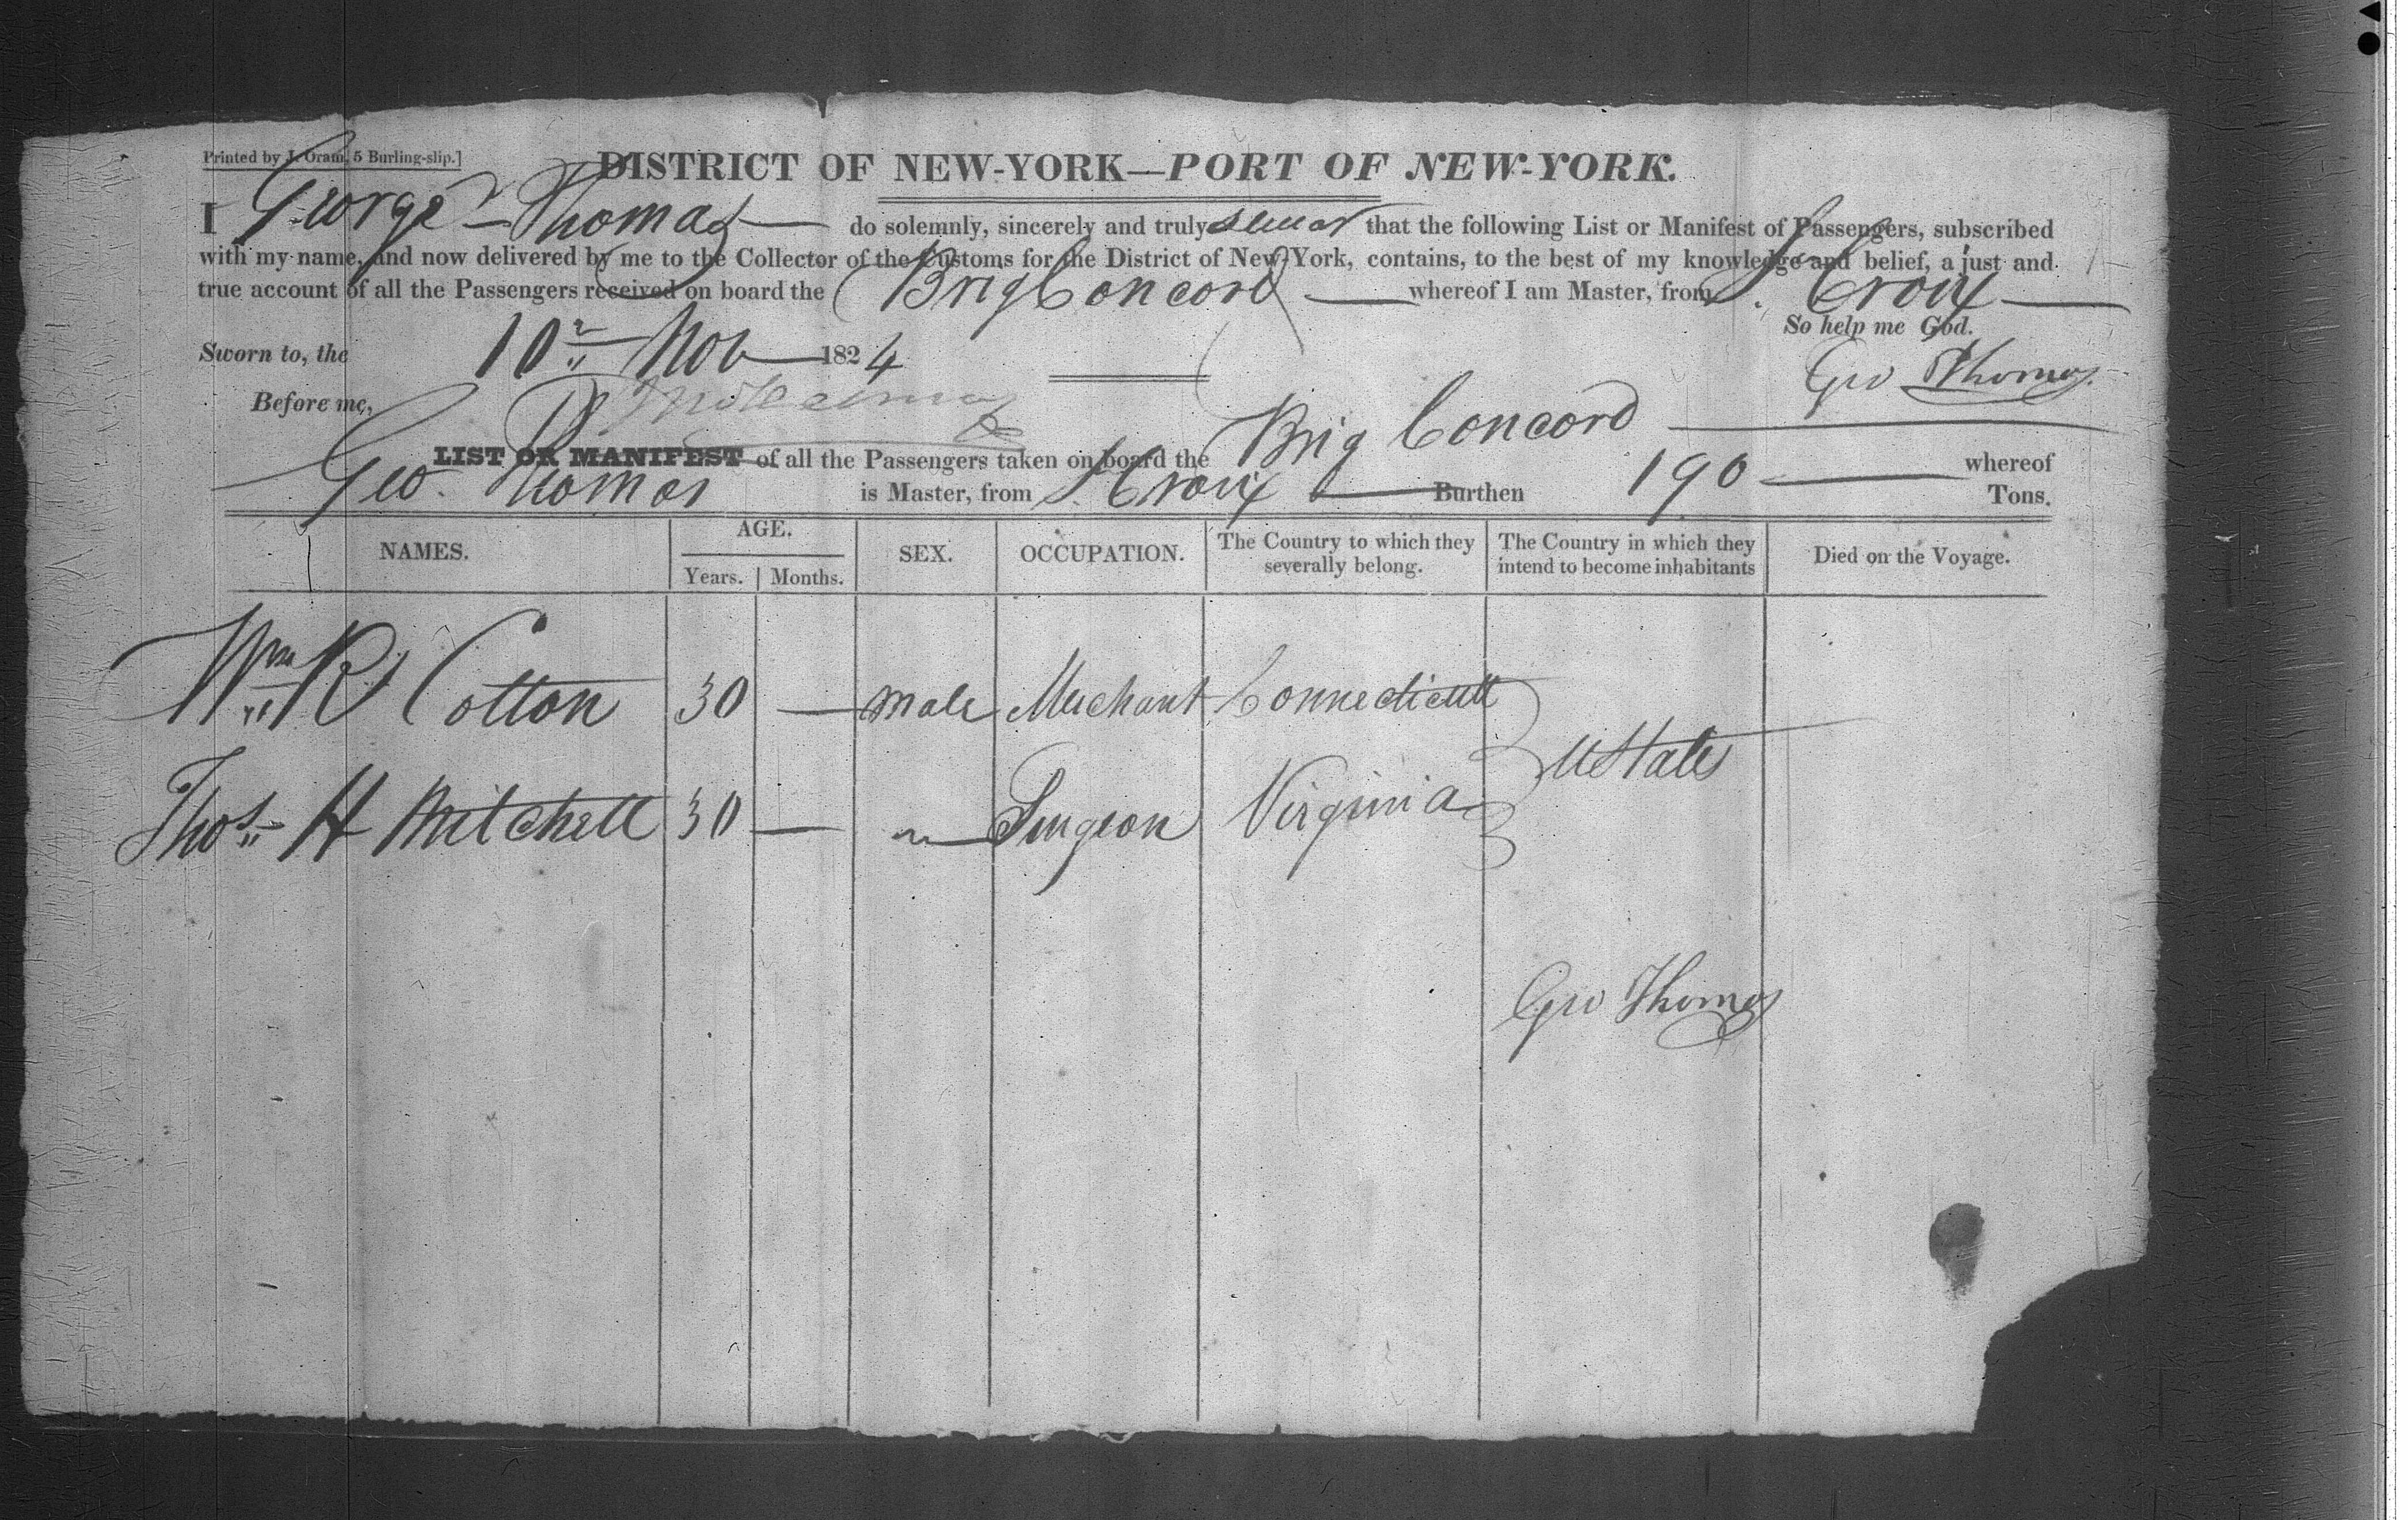 Printed by J. Oram, 5 Burling-slip.]
DISTRICT OF NEW-YORK—PORT OF NEW-YORK.
I George Thomas do solemnly, sincerely and truly swear that the following List or Manifest of Passengers, subscribed
with my name, and now delivered by me to the Collector of the Customs for the District of New-York, contains, to the best of my knowledge and belief, a just and
true account of all the Passengers received on board the Brig Concord whereof I am Master, from St. Croix
So help me God.
Sworn to, the 10 Nov 1824
Geo Thomas
Before me,
LIST OR MANIFEST of all the Passengers taken on board the Brig Concord whereof
Geo. Thomas is Master, from St. Croix Burthen 190 Tons.
NAMES. AGE. SEX. OCCUPATION. The Country to which they severally belong. The Country in which they intend to become inhabitants Died on the Voyage.
Years. Months.
Wm R Cotton 30 — male Merchant Connecticutt
U States
Thos H Mitchell 30 — Surgeon Virginia
Geo Thomas